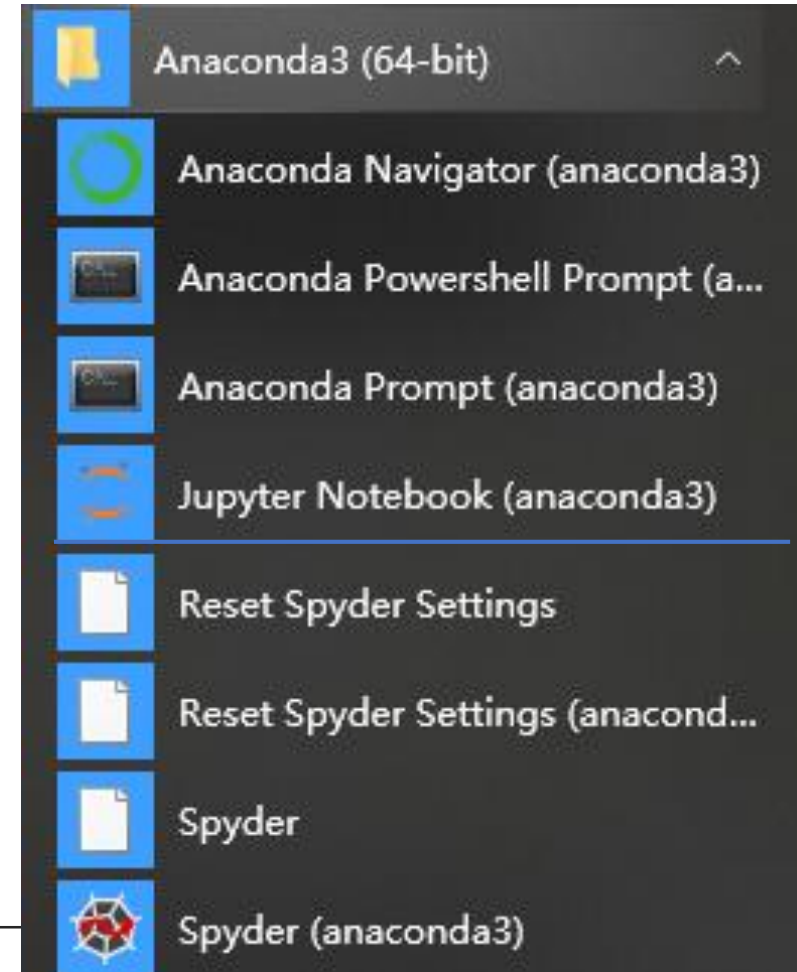 Anaconda3 (64-bit)
Anaconda Navigator (anaconda3)
Anaconda Powershell Prompt (a...
Anaconda Prompt (anaconda3)
Jupyter Notebook (anaconda3)
Reset Spyder Settings
Reset Spyder Settings (anacond...
Spyder
Spyder (anaconda3)